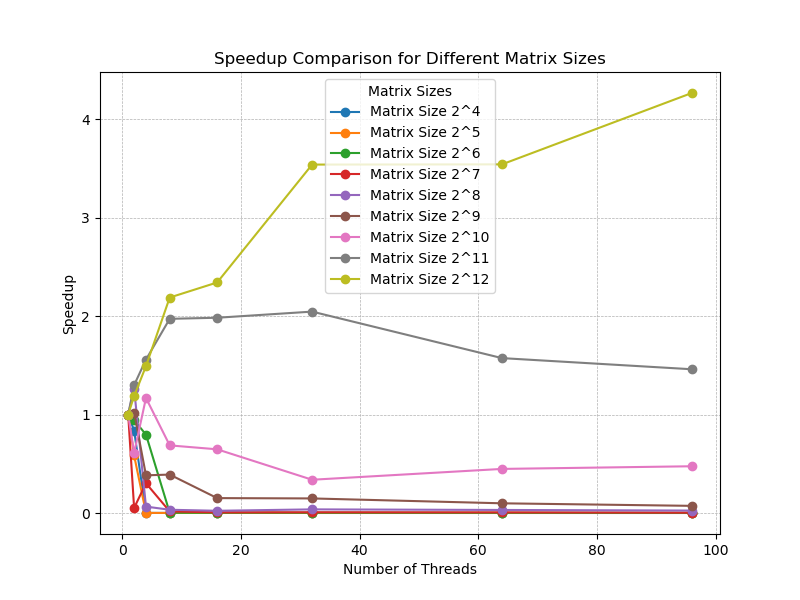 Speedup Comparison for Different Matrix Sizes
Matrix Sizes
Matrix Size 2^4
Matrix Size 2^5
Matrix Size 2^6
Matrix Size 2^7
Matrix Size 2^8
Matrix Size 2^9
Matrix Size 2^10
Matrix Size 2^11
Matrix Size 2^12
Speedup
4
3
2
1
0
0 20 40 60 80 100
Number of Threads